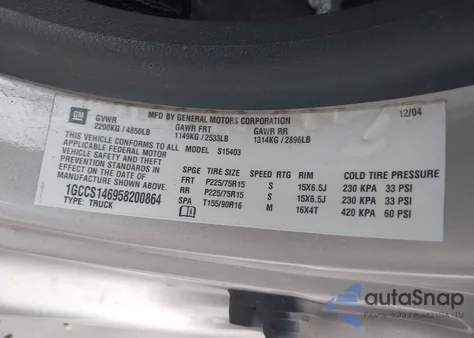 GM
MFD BY GENERAL MOTORS CORPORATION
12/04
GVWR GAWR FRT GAWR RR
2200KG / 4850LB 1149KG / 2533LB 1314KG / 2896LB
THIS VEHICLE CONFORMS TO ALL MODEL S15403
APPLICABLE FEDERAL MOTOR
VEHICLE SAFETY AND THEFT
PREVENTION STANDARDS IN
EFFECT ON THE DATE OF
MANUFACTURE SHOWN ABOVE.
1GCCS146958200864
TYPE: TRUCK
SPGE TIRE SIZE SPEED RTG RIM COLD TIRE PRESSURE
FRT P225/75R15 S 15X6.5J 230 KPA 33 PSI
RR P225/75R15 S 15X6.5J 230 KPA 33 PSI
SPA T155/90R16 M 16X4T 420 KPA 60 PSI
autoSnap